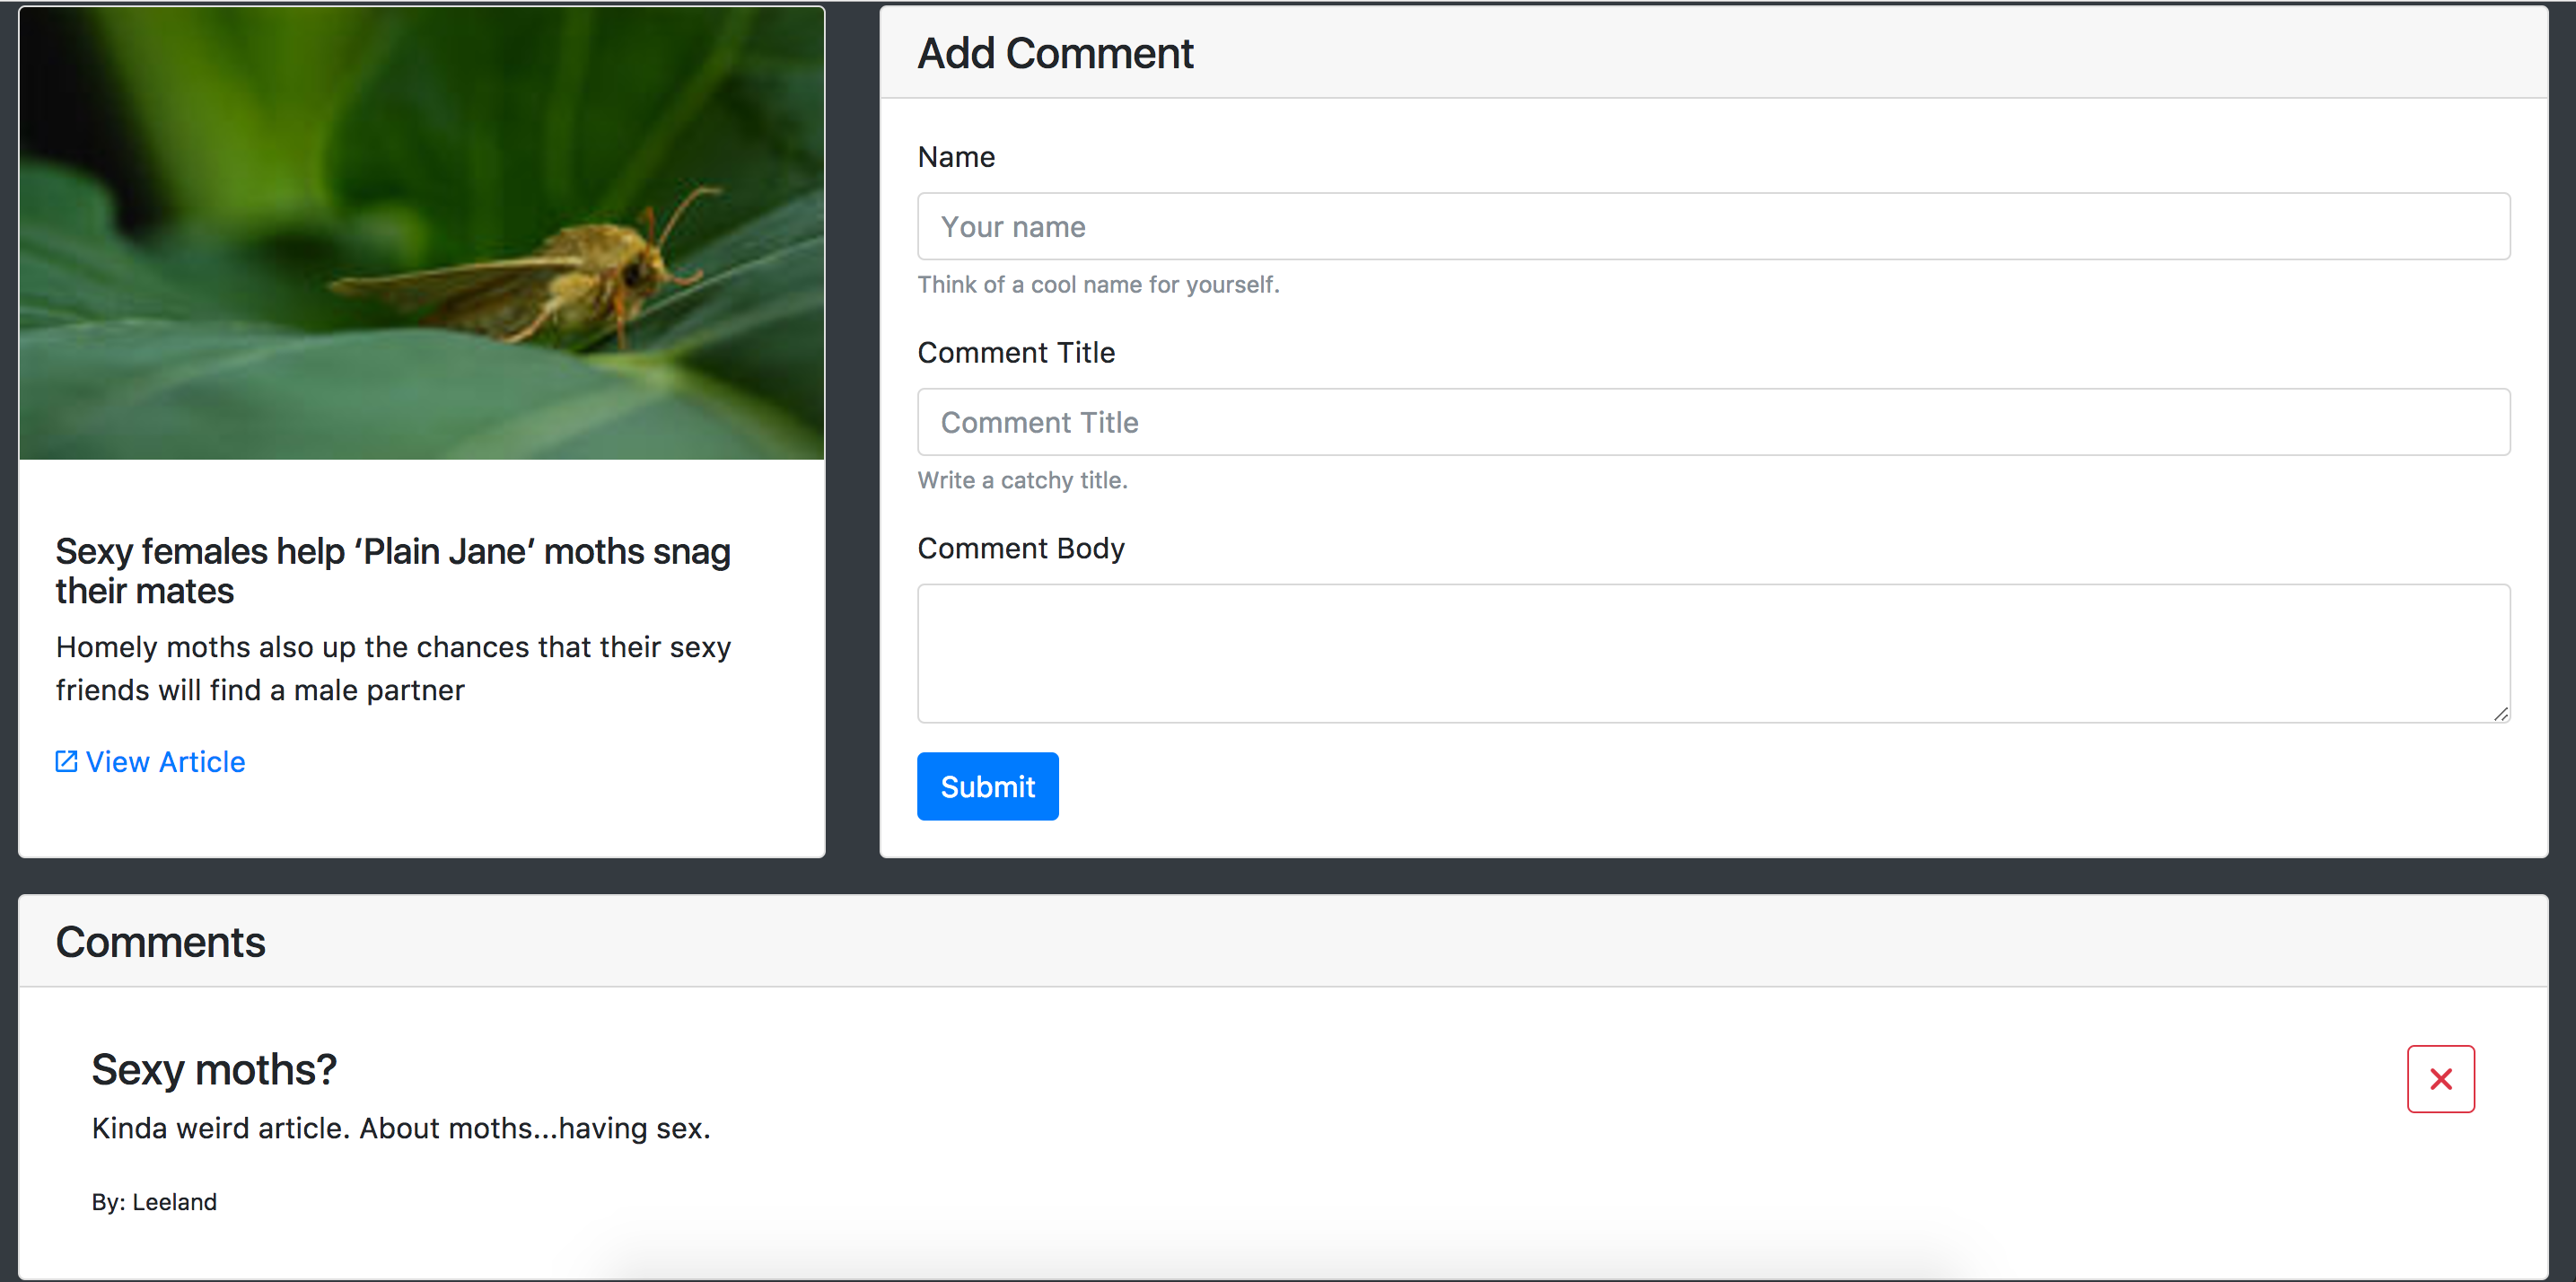 Sexy females help ‘Plain Jane’ moths snag
their mates
Homely moths also up the chances that their sexy
friends will find a male partner
View Article
Add Comment
Name
Your name
Think of a cool name for yourself.
Comment Title
Comment Title
Write a catchy title.
Comment Body
Submit
Comments
Sexy moths?
Kinda weird article. About moths...having sex.
By: Leeland